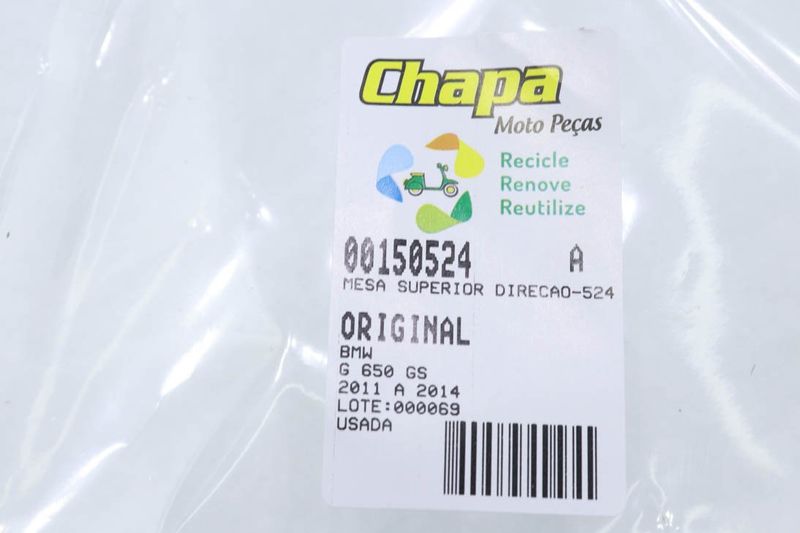 Chapa
Moto Peças
Recicle
Renove
Reutilize
00150524 A
MESA SUPERIOR DIRECAO-524
ORIGINAL
BMW
G 650 GS
2011 A 2014
LOTE:000069
USADA